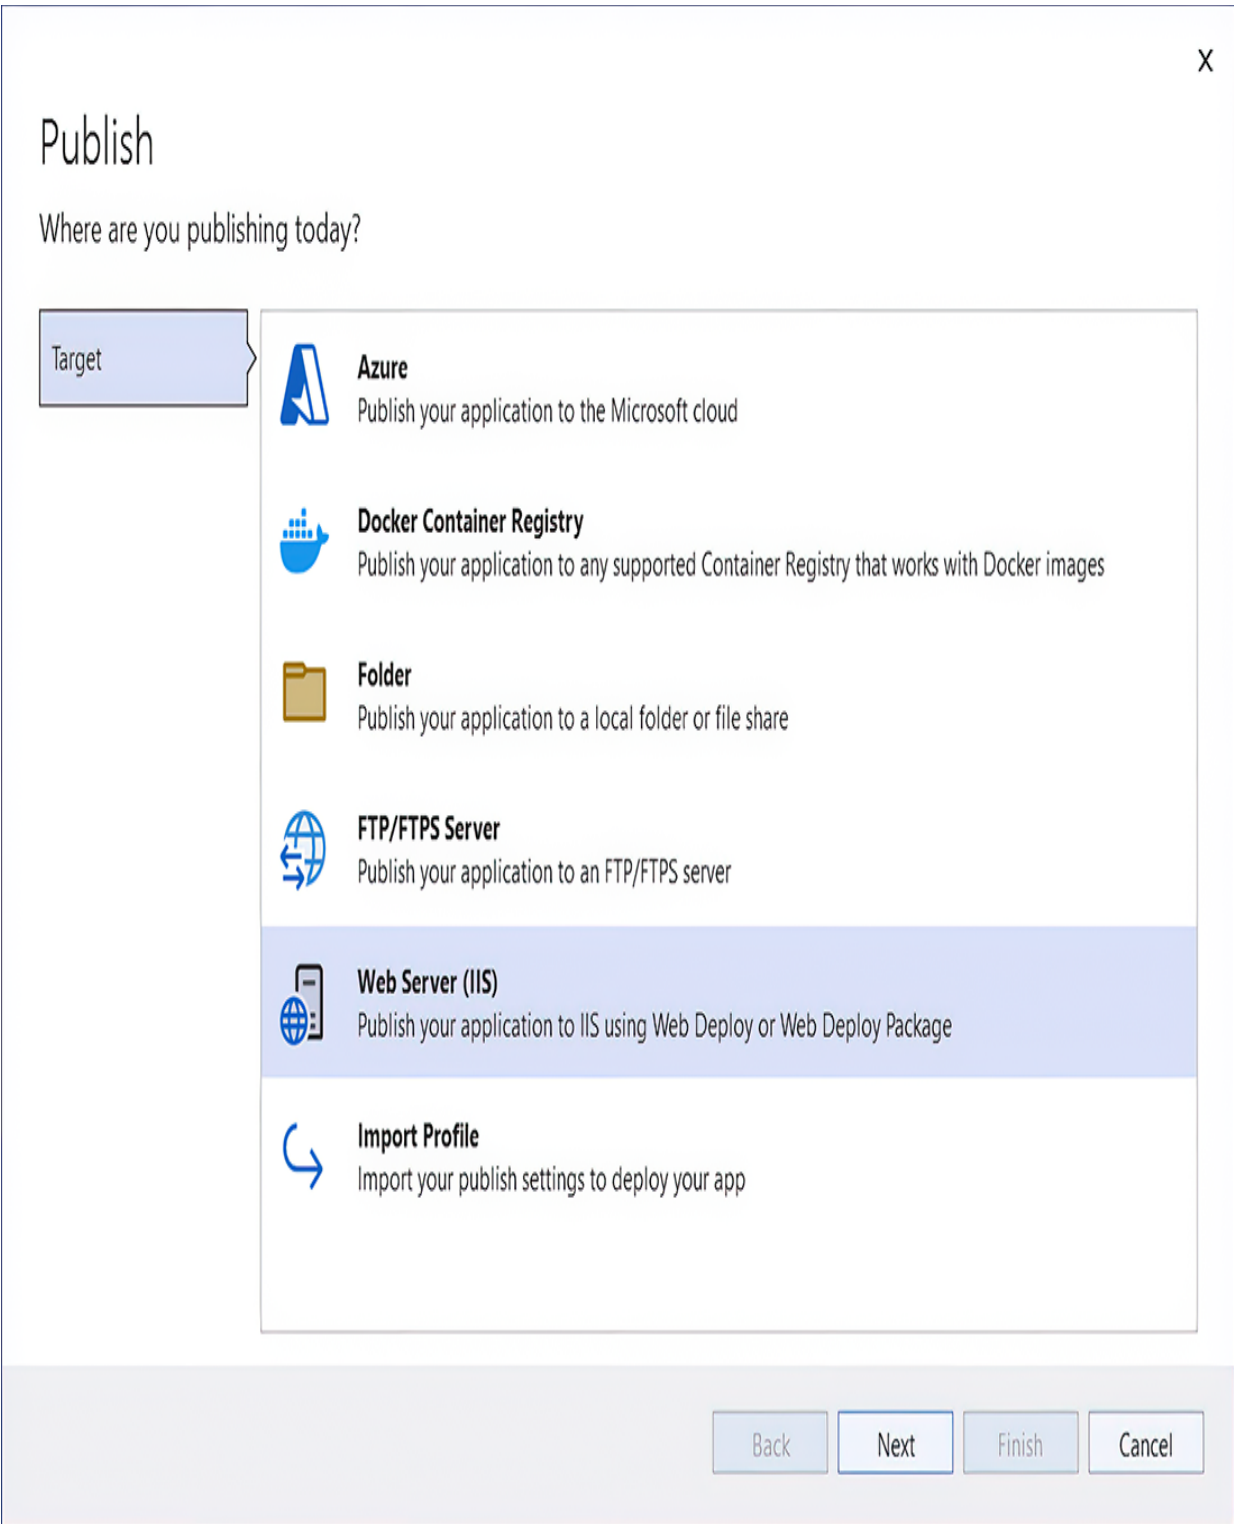 X
Publish
Where are you publishing today?
Target
Azure
Publish your application to the Microsoft cloud
Docker Container Registry
Publish your application to any supported Container Registry that works with Docker images
Folder
Publish your application to a local folder or file share
FTP/FTPS Server
Publish your application to an FTP/FTPS server
Web Server (IIS)
Publish your application to IIS using Web Deploy or Web Deploy Package
Import Profile
Import your publish settings to deploy your app
Back
Next
Finish
Cancel